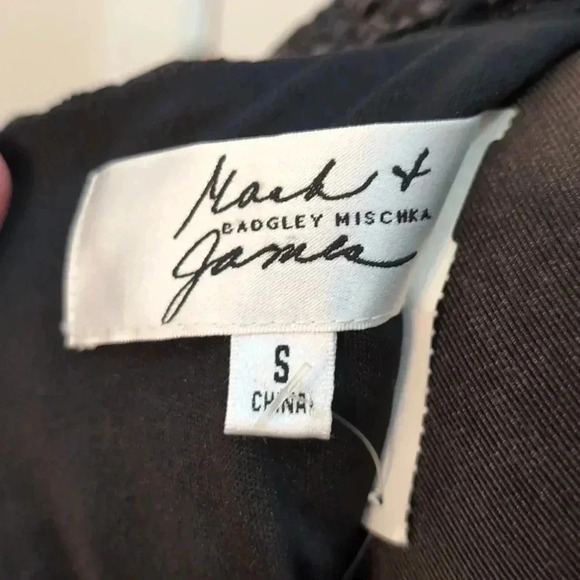 Mark +
BADGLEY MISCHKA
James
S
CHINA